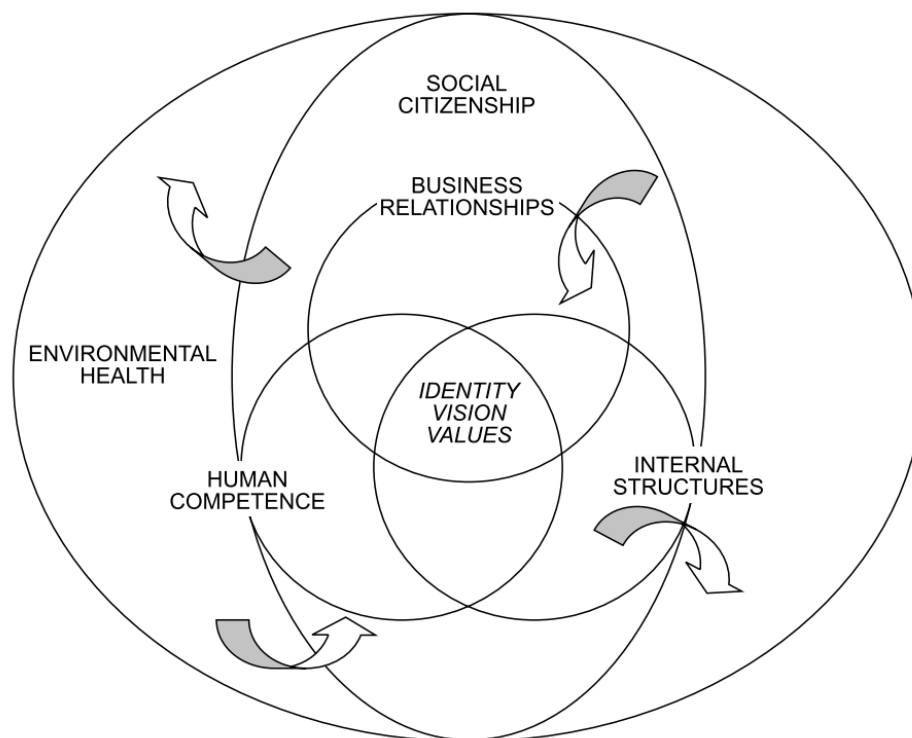 SOCIAL
CITIZENSHIP
BUSINESS
RELATIONSHIPS
ENVIRONMENTAL
HEALTH
IDENTITY
VISION
VALUES
HUMAN
COMPETENCE
INTERNAL
STRUCTURES